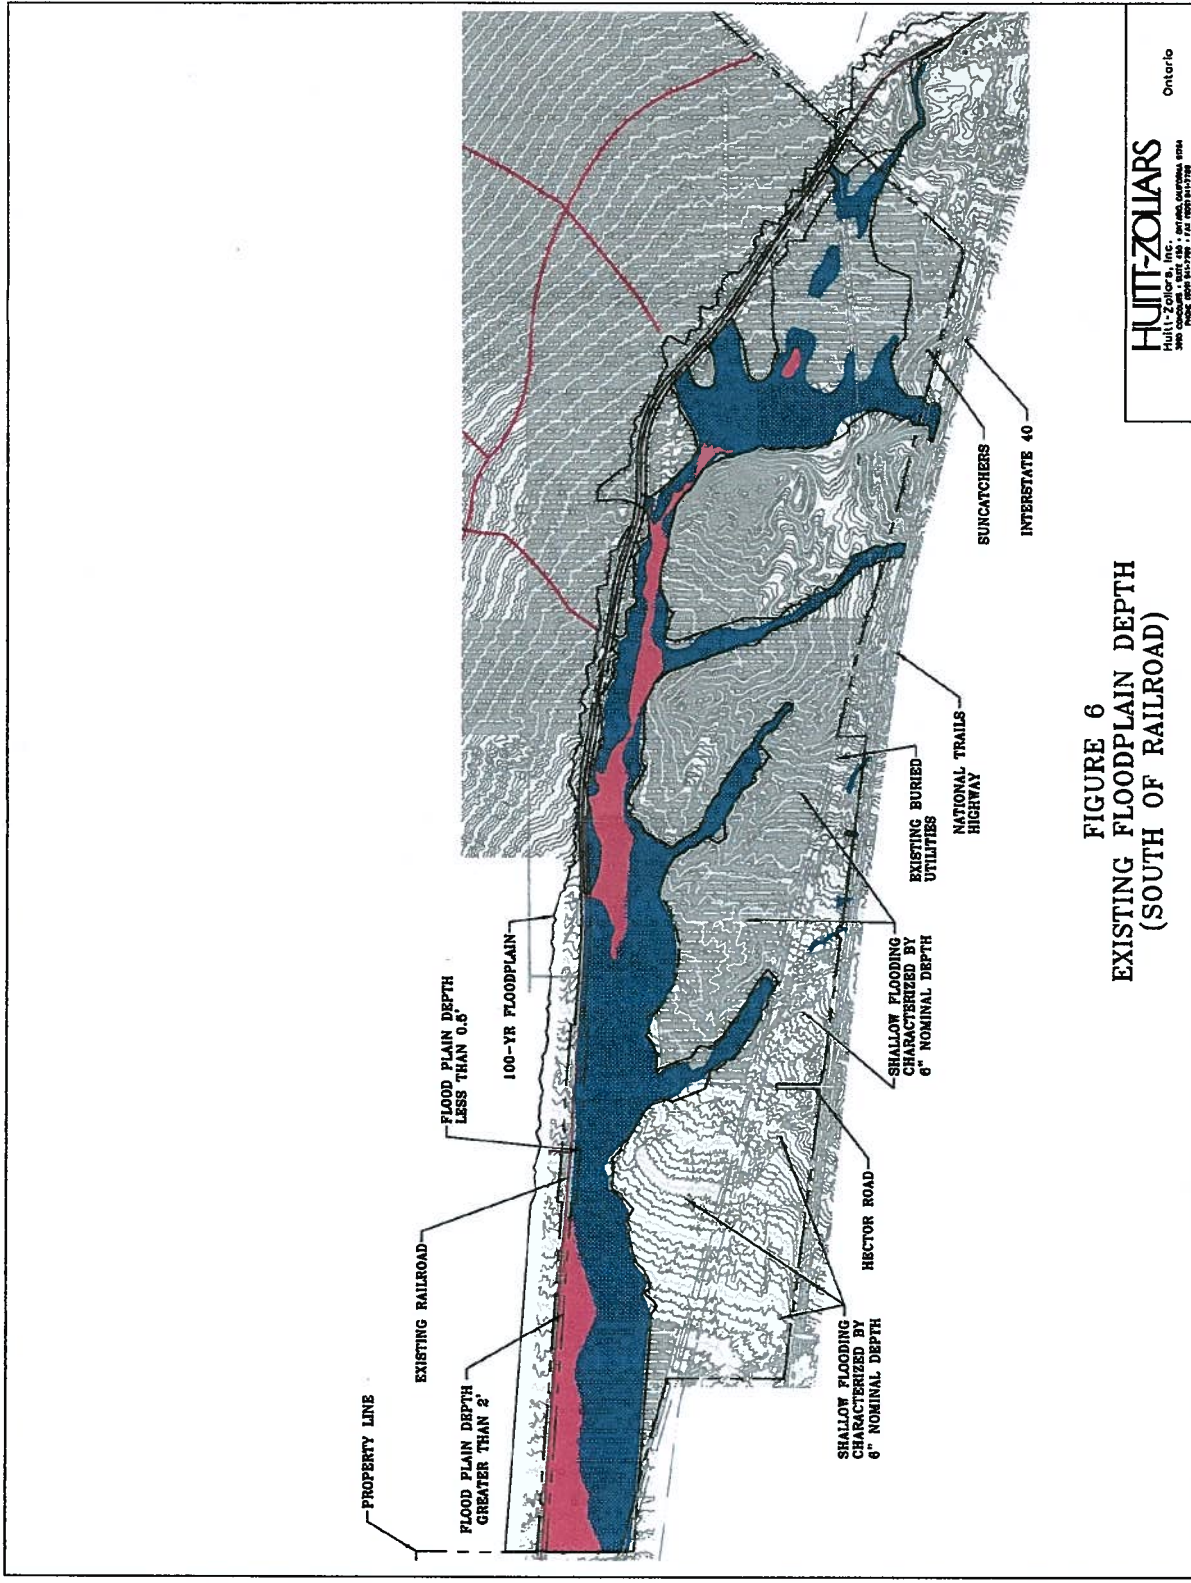 PROPERTY LINE
EXISTING RAILROAD
FLOOD PLAIN DEPTH
GREATER THAN 2'
FLOOD PLAIN DEPTH
LESS THAN 0.5'
100-YR FLOODPLAIN
SHALLOW FLOODING
CHARACTERIZED BY
6" NOMINAL DEPTH
HECTOR ROAD
SHALLOW FLOODING
CHARACTERIZED BY
6" NOMINAL DEPTH
EXISTING BURIED
UTILITIES
NATIONAL TRAILS
HIGHWAY
SUNCATCHERS
INTERSTATE 40
FIGURE 6
EXISTING FLOODPLAIN DEPTH
(SOUTH OF RAILROAD)
HUITT-ZOLLARS
Huitt-Zollars, Inc.
Ontario